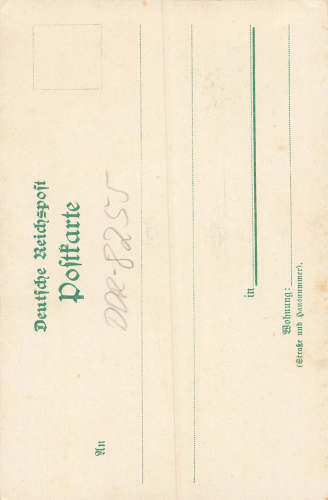 Deutsche Reichspost
Postkarte
DDR-8255
An
in
Wohnung:
(Straße und Hausnummer).